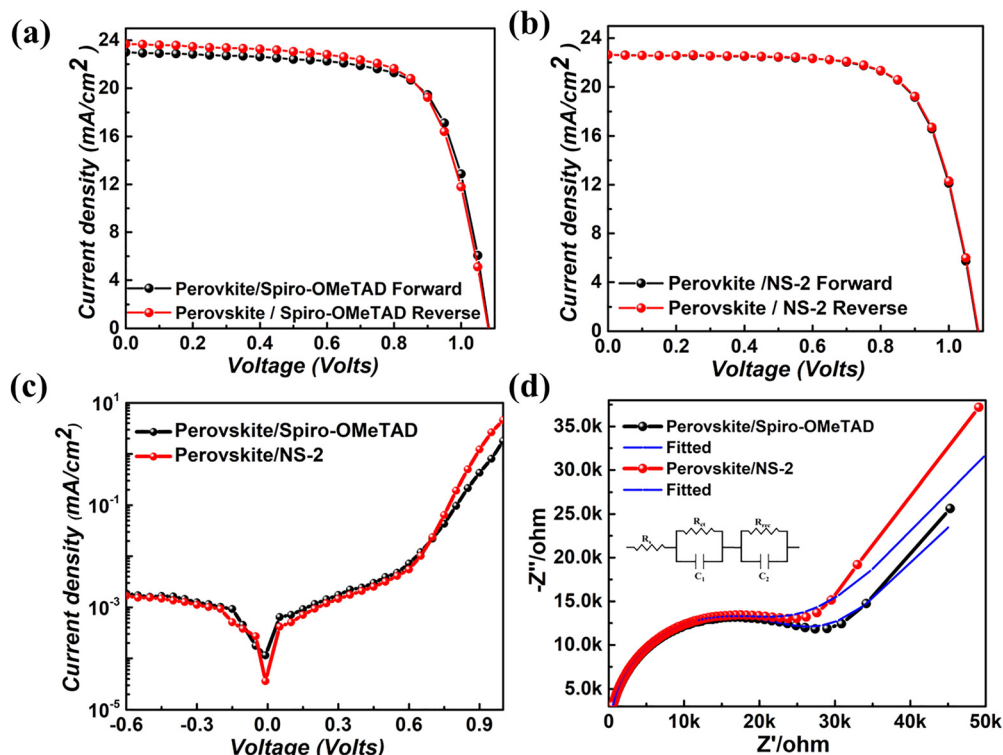 (a)
24
20
16
12
8
4
0
Current density (mA/cm2)
Perovkite/Spiro-OMeTAD Forward
Perovskite / Spiro-OMeTAD Reverse
0.0 0.2 0.4 0.6 0.8 1.0
Voltage (Volts)
(b)
24
20
16
12
8
4
0
Current density (mA/cm2)
Perovkite /NS-2 Forward
Perovskite / NS-2 Reverse
0.0 0.2 0.4 0.6 0.8 1.0
Voltage (Volts)
(c)
10^1
10^-1
10^-3
10^-5
Current density (mA/cm2)
Perovskite/Spiro-OMeTAD
Perovskite/NS-2
-0.6 -0.3 0.0 0.3 0.6 0.9
Voltage (Volts)
(d)
35.0k
30.0k
25.0k
20.0k
15.0k
10.0k
5.0k
-Z"/ohm
Perovskite/Spiro-OMeTAD
Fitted
Perovskite/NS-2
Fitted
Rs
Rct
Rrec
C1
C2
0 10k 20k 30k 40k 50k
Z'/ohm